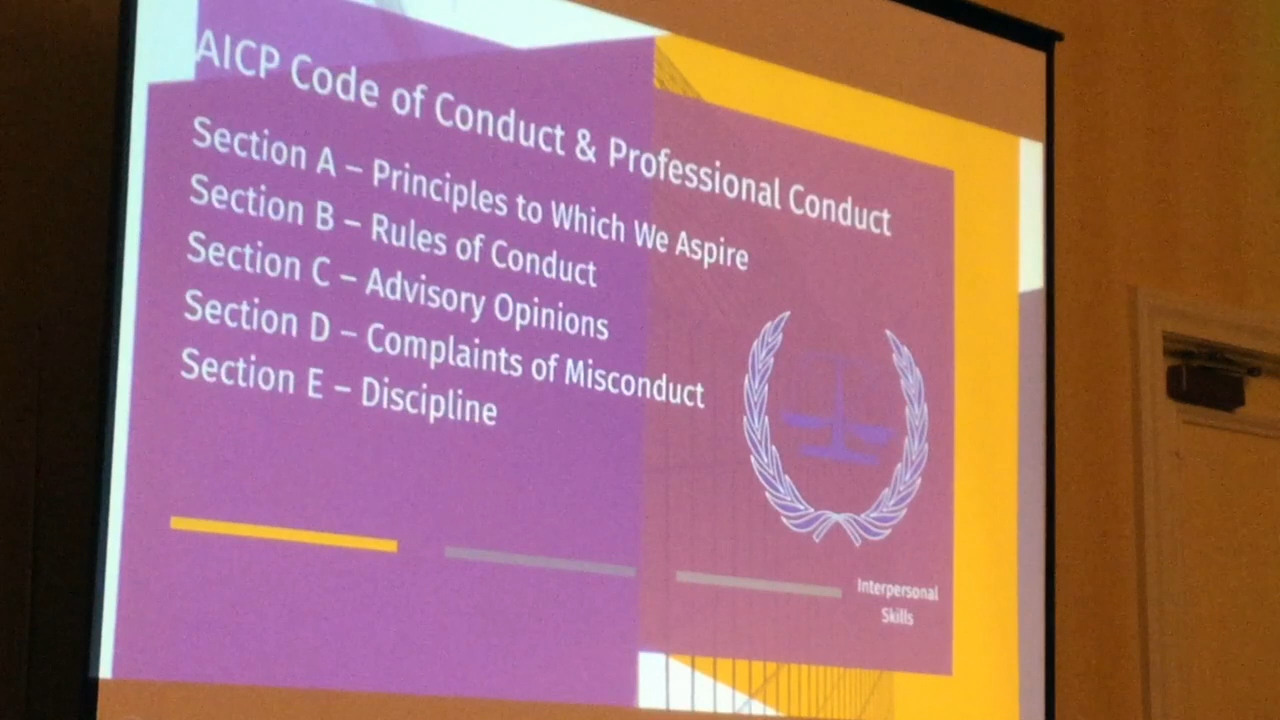 AICP Code of Conduct & Professional Conduct
Section A – Principles to Which We Aspire
Section B – Rules of Conduct
Section C – Advisory Opinions
Section D – Complaints of Misconduct
Section E – Discipline
Interpersonal
Skills